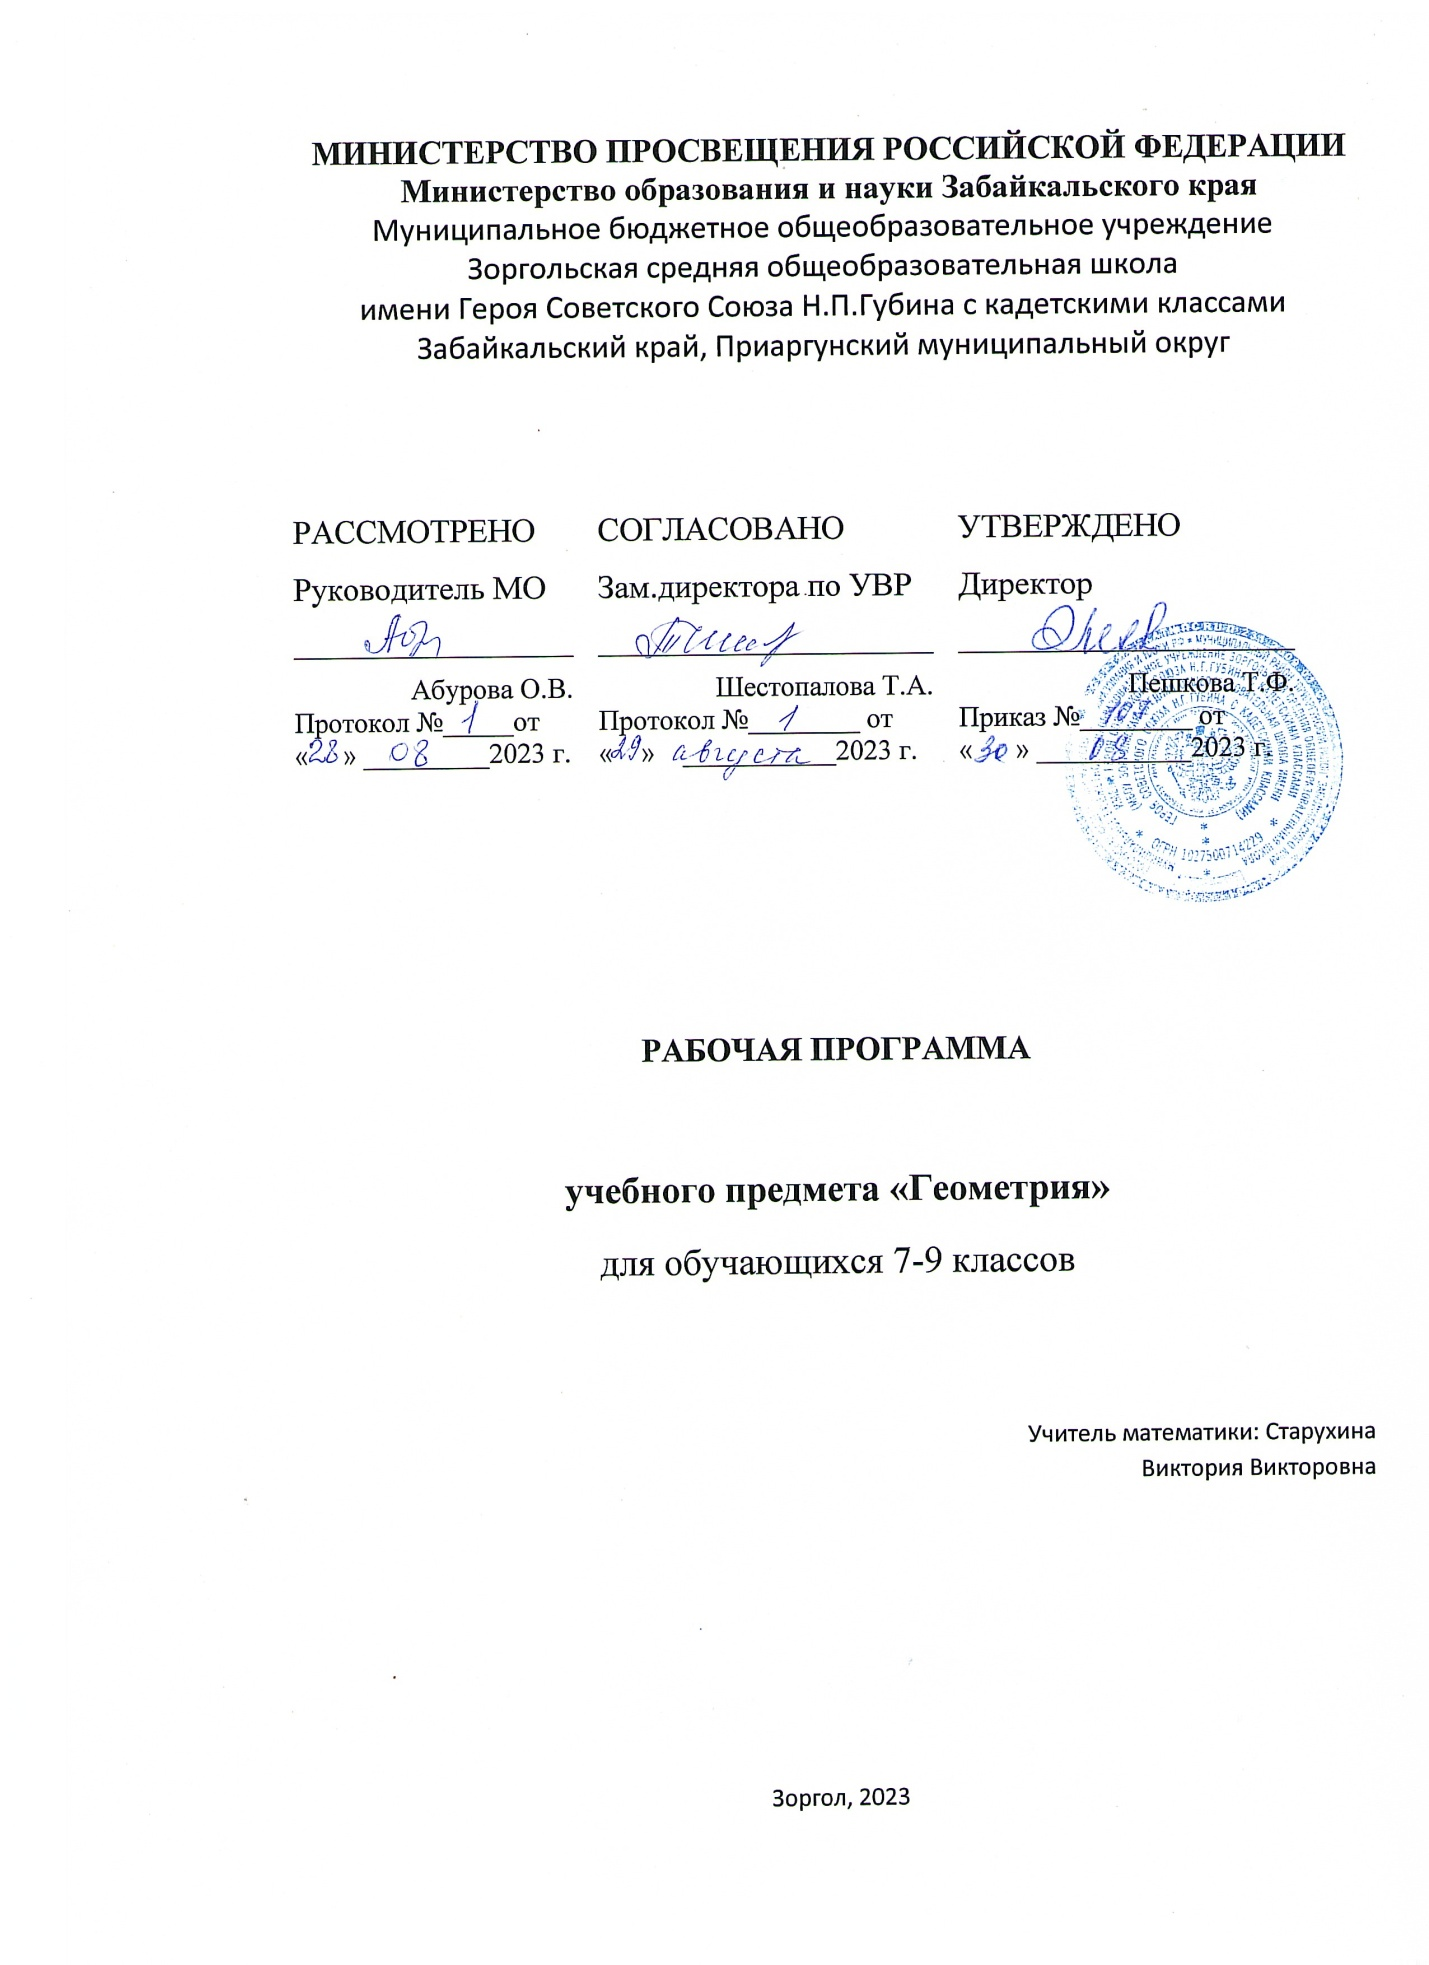 МИНИСТЕРСТВО ПРОСВЕЩЕНИЯ РОССИЙСКОЙ ФЕДЕРАЦИИ
Министерство образования и науки Забайкальского края
Муниципальное бюджетное общеобразовательное учреждение
Зоргольская средняя общеобразовательная школа
имени Героя Советского Союза Н.П.Губина с кадетскими классами
Забайкальский край, Приаргунский муниципальный округ
РАССМОТРЕНО
Руководитель МО
Абурова О.В.
Протокол № 1 от
«28» 08 2023 г.
СОГЛАСОВАНО
Зам.директора по УВР
Шестопалова Т.А.
Протокол № 1 от
«29» августа 2023 г.
УТВЕРЖДЕНО
Директор
Пешкова Т.Ф.
Приказ № от
«30» 08 2023 г.
ОГРН 1027500714229
РАБОЧАЯ ПРОГРАММА
учебного предмета «Геометрия»
для обучающихся 7-9 классов
Учитель математики: Старухина
Виктория Викторовна
Зоргол, 2023